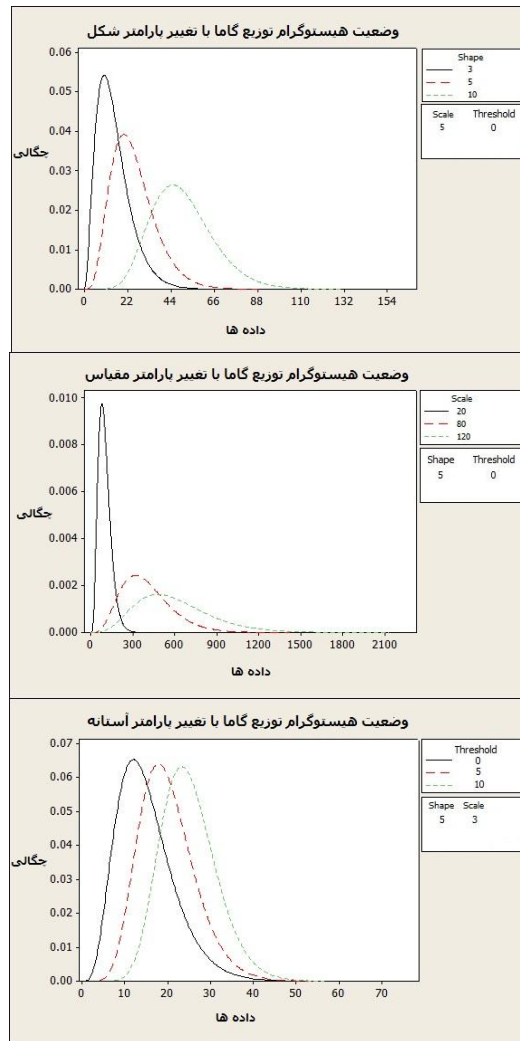 وضعیت هیستوگرام توزیع گاما با تغییر پارامتر شکل
0.06
0.05
0.04
0.03
0.02
0.01
0.00
چگالی
0 22 44 66 88 110 132 154
داده ها
Shape
3
5
10
Scale Threshold
5 0
وضعیت هیستوگرام توزیع گاما با تغییر پارامتر مقیاس
0.010
0.008
0.006
0.004
0.002
0.000
چگالی
0 300 600 900 1200 1500 1800 2100
داده ها
Scale
20
80
120
Shape Threshold
5 0
وضعیت هیستوگرام توزیع گاما با تغییر پارامتر آستانه
0.07
0.06
0.05
0.04
0.03
0.02
0.01
0.00
چگالی
0 10 20 30 40 50 60 70
داده ها
Threshold
0
5
10
Shape Scale
5 3